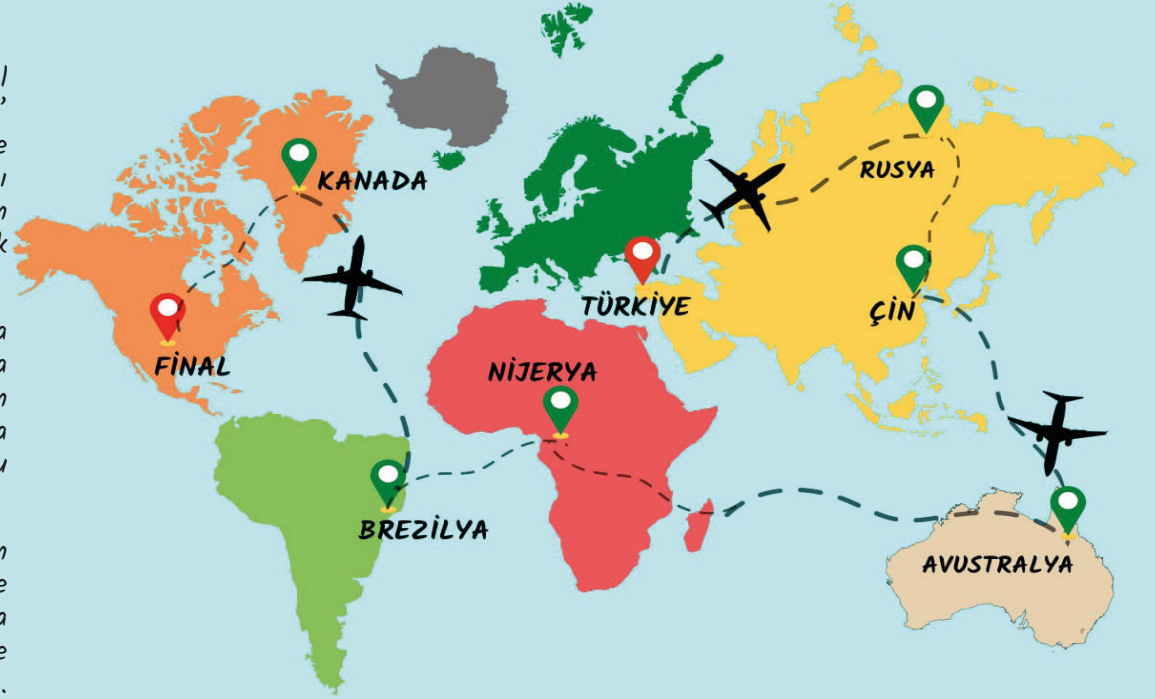 KANADA
RUSYA
TÜRKİYE
ÇİN
FİNAL
NİJERYA
BREZİLYA
AVUSTRALYA